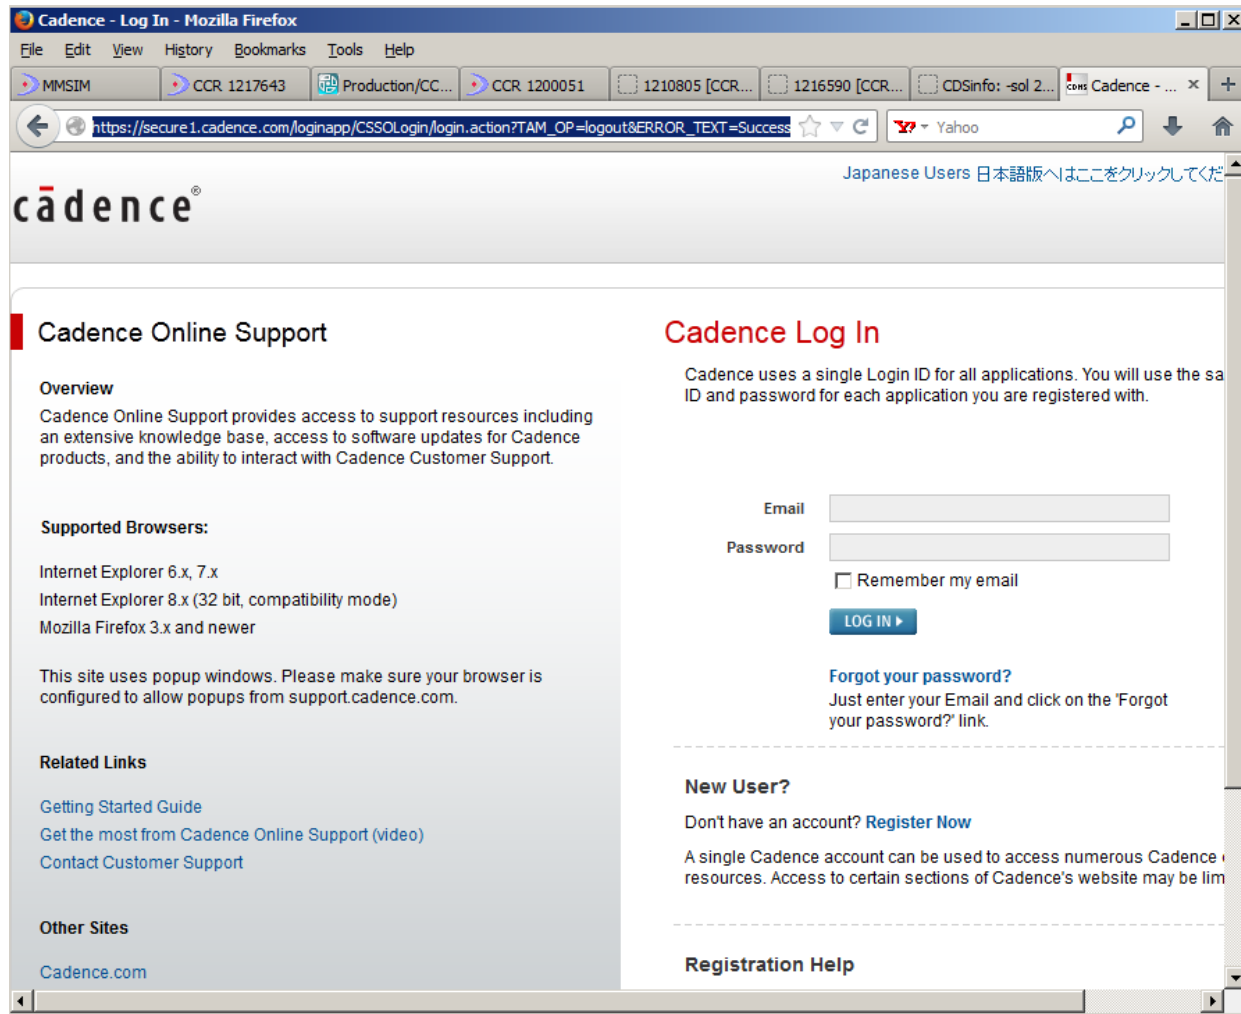 Cadence - Log In - Mozilla Firefox
File Edit View History Bookmarks Tools Help
MMSIM CCR 1217643 Production/CC... CCR 1200051 1210805 [CCR... 1216590 [CCR... CDSinfo: -sol 2... Cadence - ...
https://secure1.cadence.com/loginapp/CSSOLogin/login.action?TAM_OP=logout&ERROR_TEXT=Success Yahoo
Japanese Users 日本語版へはここをクリックしてくだ
cādence®
Cadence Online Support
Overview
Cadence Online Support provides access to support resources including
an extensive knowledge base, access to software updates for Cadence
products, and the ability to interact with Cadence Customer Support.
Supported Browsers:
Internet Explorer 6.x, 7.x
Internet Explorer 8.x (32 bit, compatibility mode)
Mozilla Firefox 3.x and newer
This site uses popup windows. Please make sure your browser is
configured to allow popups from support.cadence.com.
Related Links
Getting Started Guide
Get the most from Cadence Online Support (video)
Contact Customer Support
Other Sites
Cadence.com
Cadence Log In
Cadence uses a single Login ID for all applications. You will use the sa
ID and password for each application you are registered with.
Email
Password
Remember my email
LOG IN
Forgot your password?
Just enter your Email and click on the 'Forgot
your password?' link.
New User?
Don't have an account? Register Now
A single Cadence account can be used to access numerous Cadence
resources. Access to certain sections of Cadence's website may be lim
Registration Help